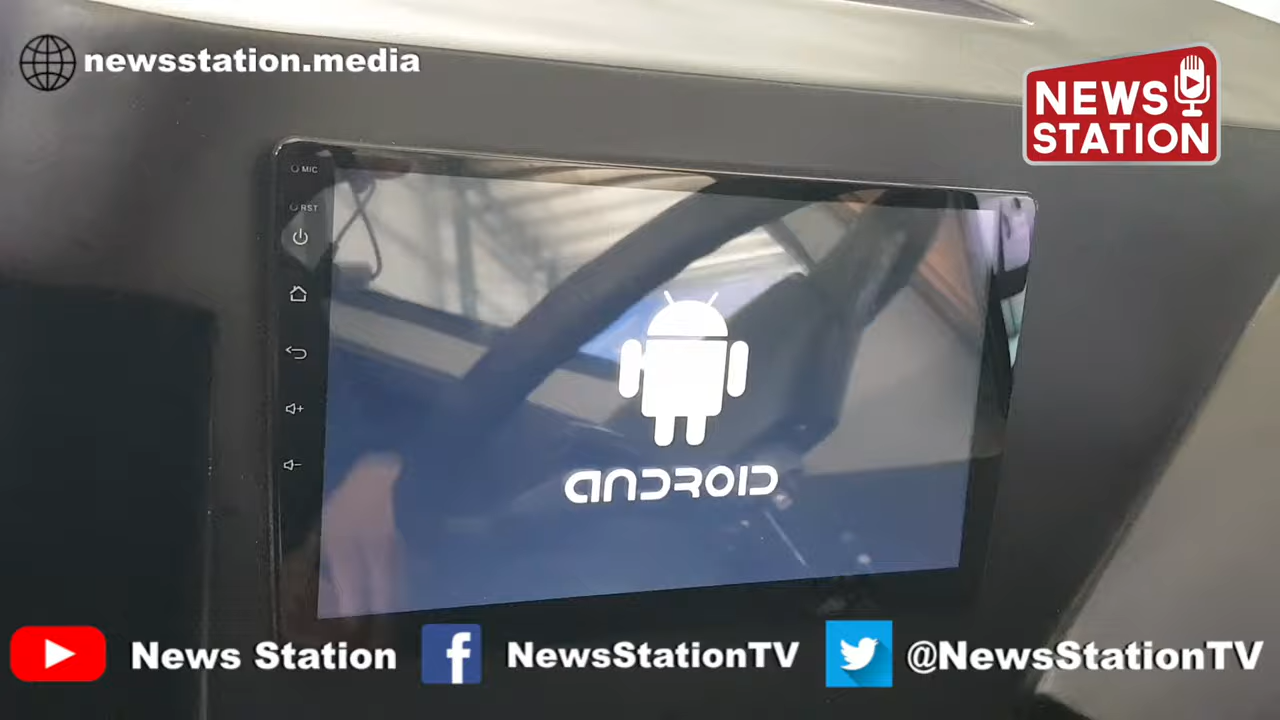 newsstation.media
NEWS
STATION
MIC
RST
ANDROID
News Station
NewsStationTV
@NewsStationTV